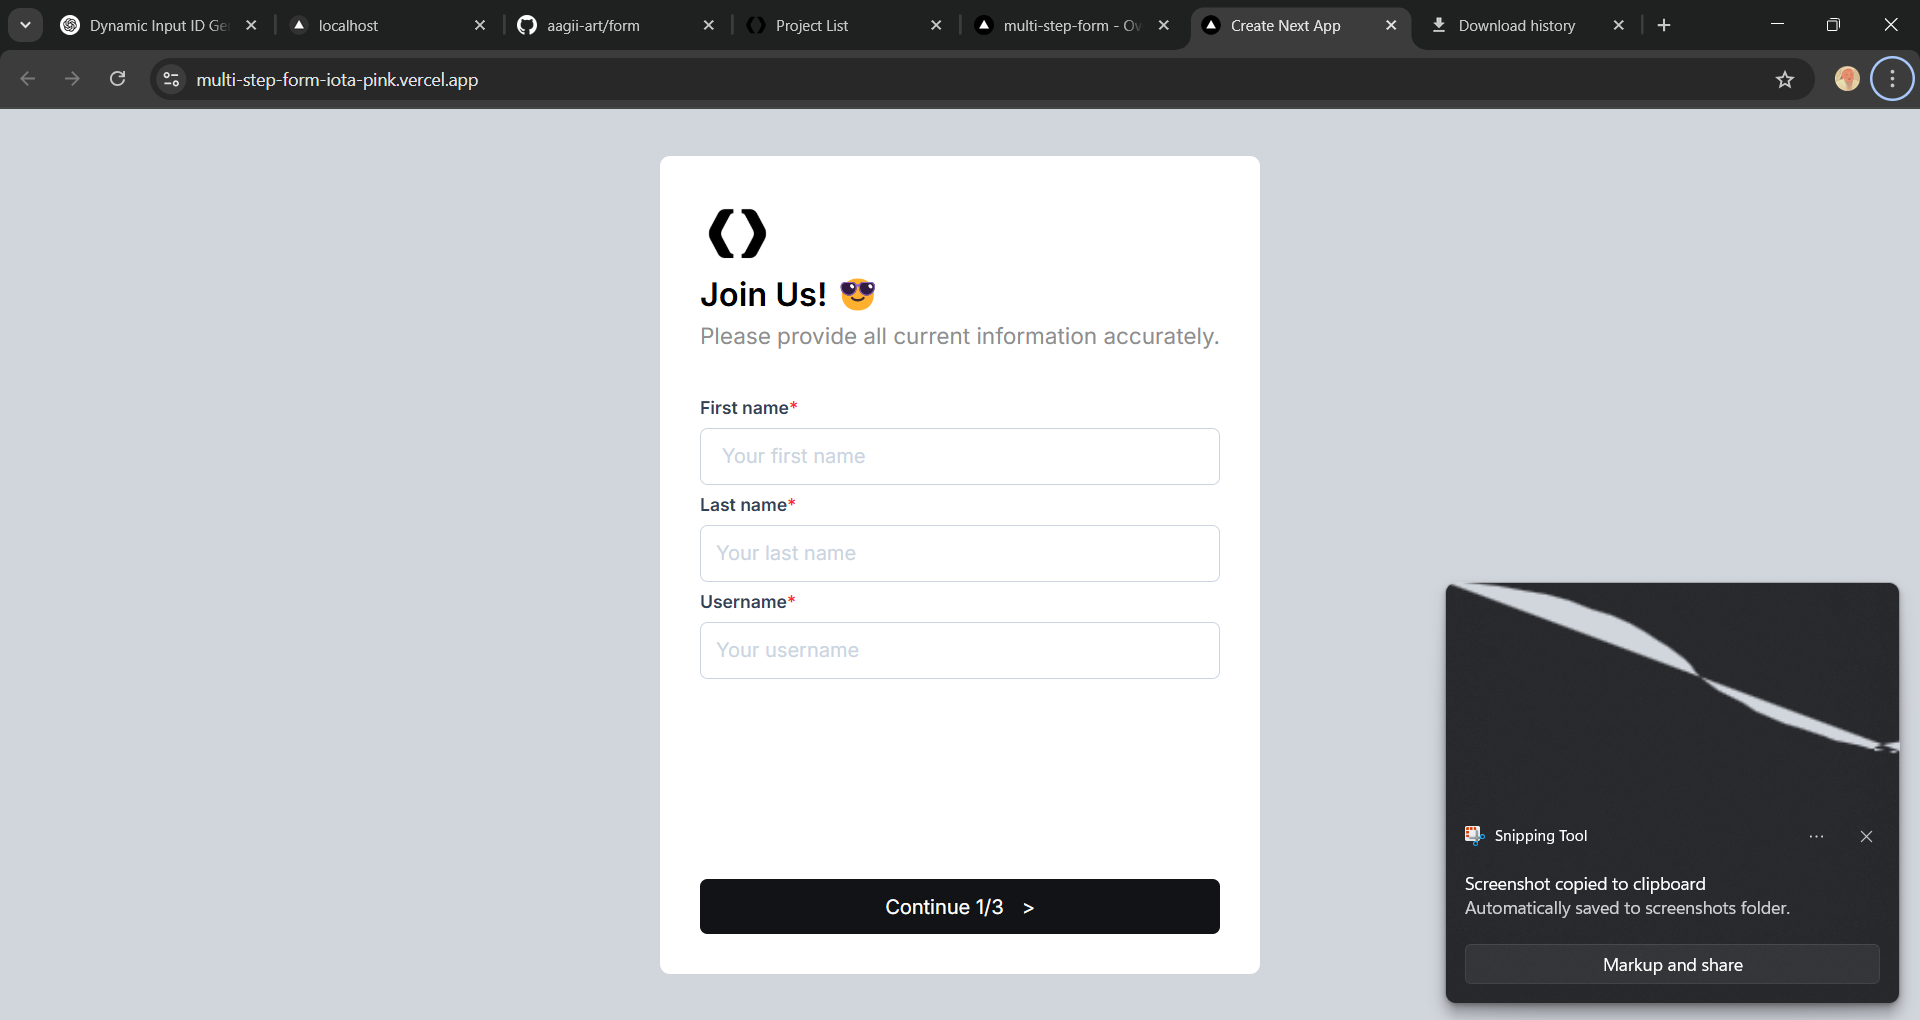 Dynamic Input ID Ge
localhost
aagii-art/form
Project List
multi-step-form - Ov
Create Next App
Download history
multi-step-form-iota-pink.vercel.app
Join Us! 😎
Please provide all current information accurately.
First name*
Your first name
Last name*
Your last name
Username*
Your username
Continue 1/3 >
Snipping Tool
Screenshot copied to clipboard
Automatically saved to screenshots folder.
Markup and share